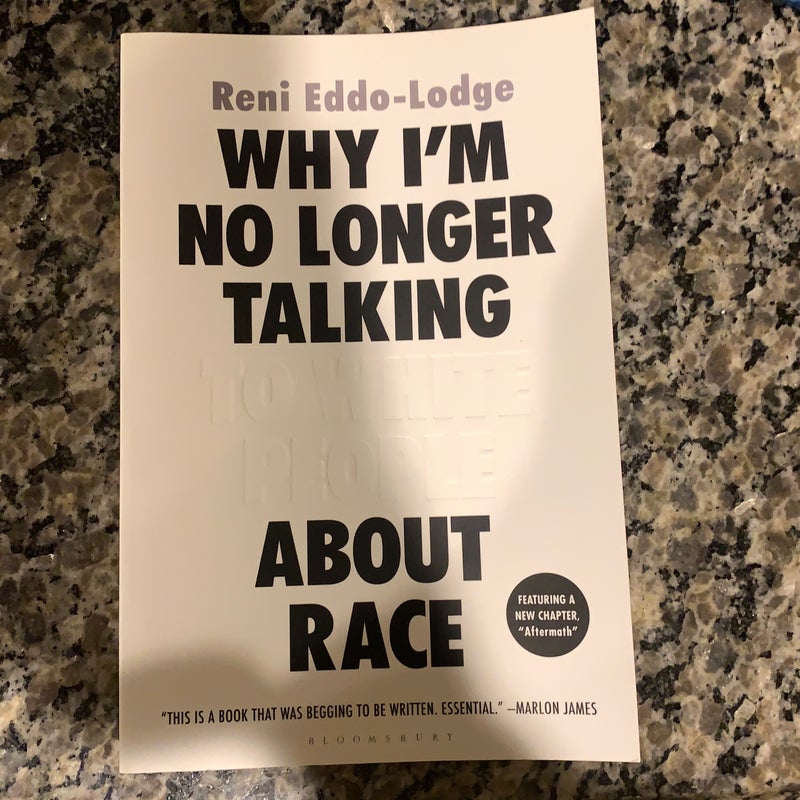 Reni Eddo-Lodge
WHY I'M
NO LONGER
TALKING
TO WHITE
PEOPLE
ABOUT
RACE
FEATURING A
NEW CHAPTER,
"Aftermath"
"THIS IS A BOOK THAT WAS BEGGING TO BE WRITTEN. ESSENTIAL." —MARLON JAMES
BLOOMSBURY